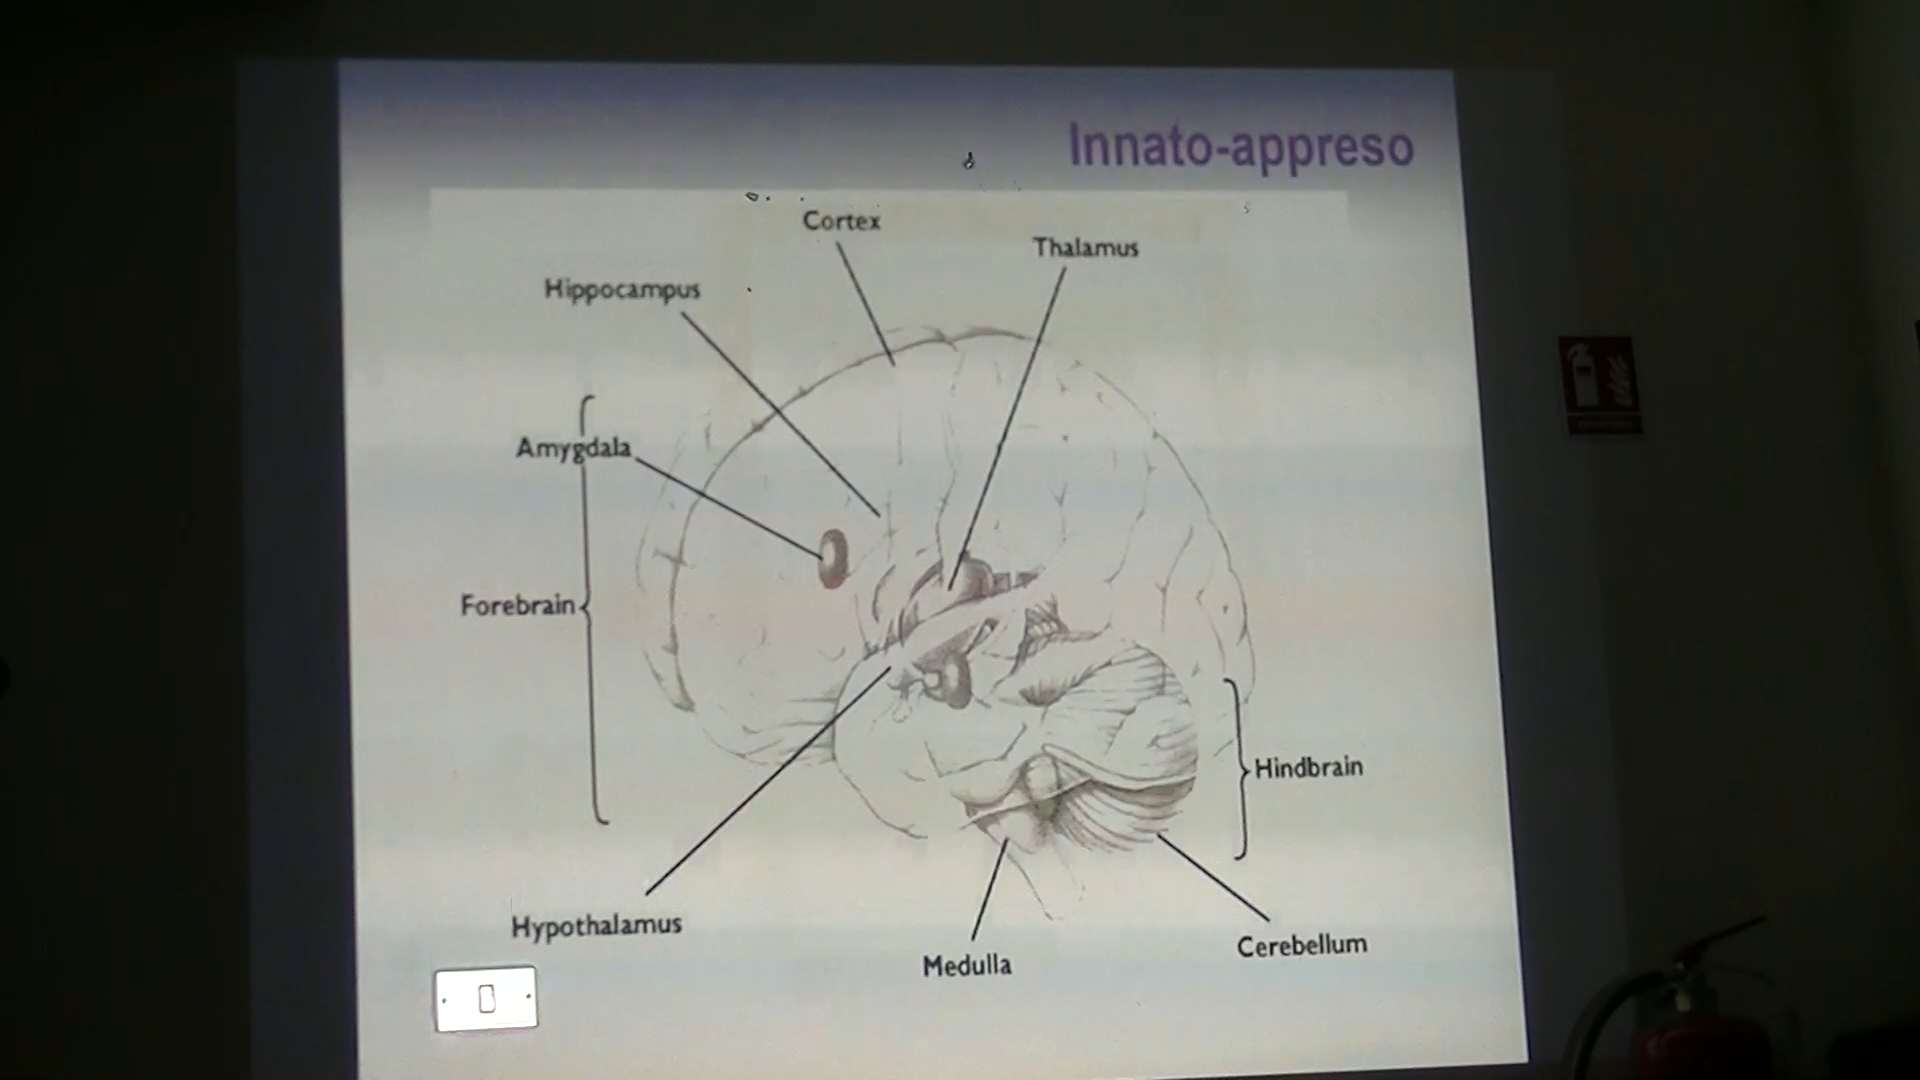 Innato-appreso
Cortex
Thalamus
Hippocampus
Amygdala
Forebrain
Hindbrain
Hypothalamus
Cerebellum
Medulla